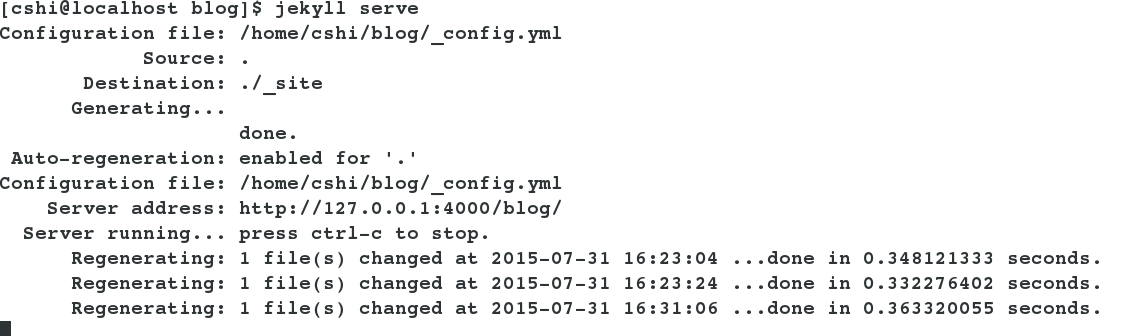 [cshi@localhost blog]$ jekyll serve
Configuration file: /home/cshi/blog/_config.yml
Source: .
Destination: ./_site
Generating...
done.
Auto-regeneration: enabled for '.'
Configuration file: /home/cshi/blog/_config.yml
Server address: http://127.0.0.1:4000/blog/
Server running... press ctrl-c to stop.
Regenerating: 1 file(s) changed at 2015-07-31 16:23:04 ...done in 0.348121333 seconds.
Regenerating: 1 file(s) changed at 2015-07-31 16:23:24 ...done in 0.332276402 seconds.
Regenerating: 1 file(s) changed at 2015-07-31 16:31:06 ...done in 0.363320055 seconds.